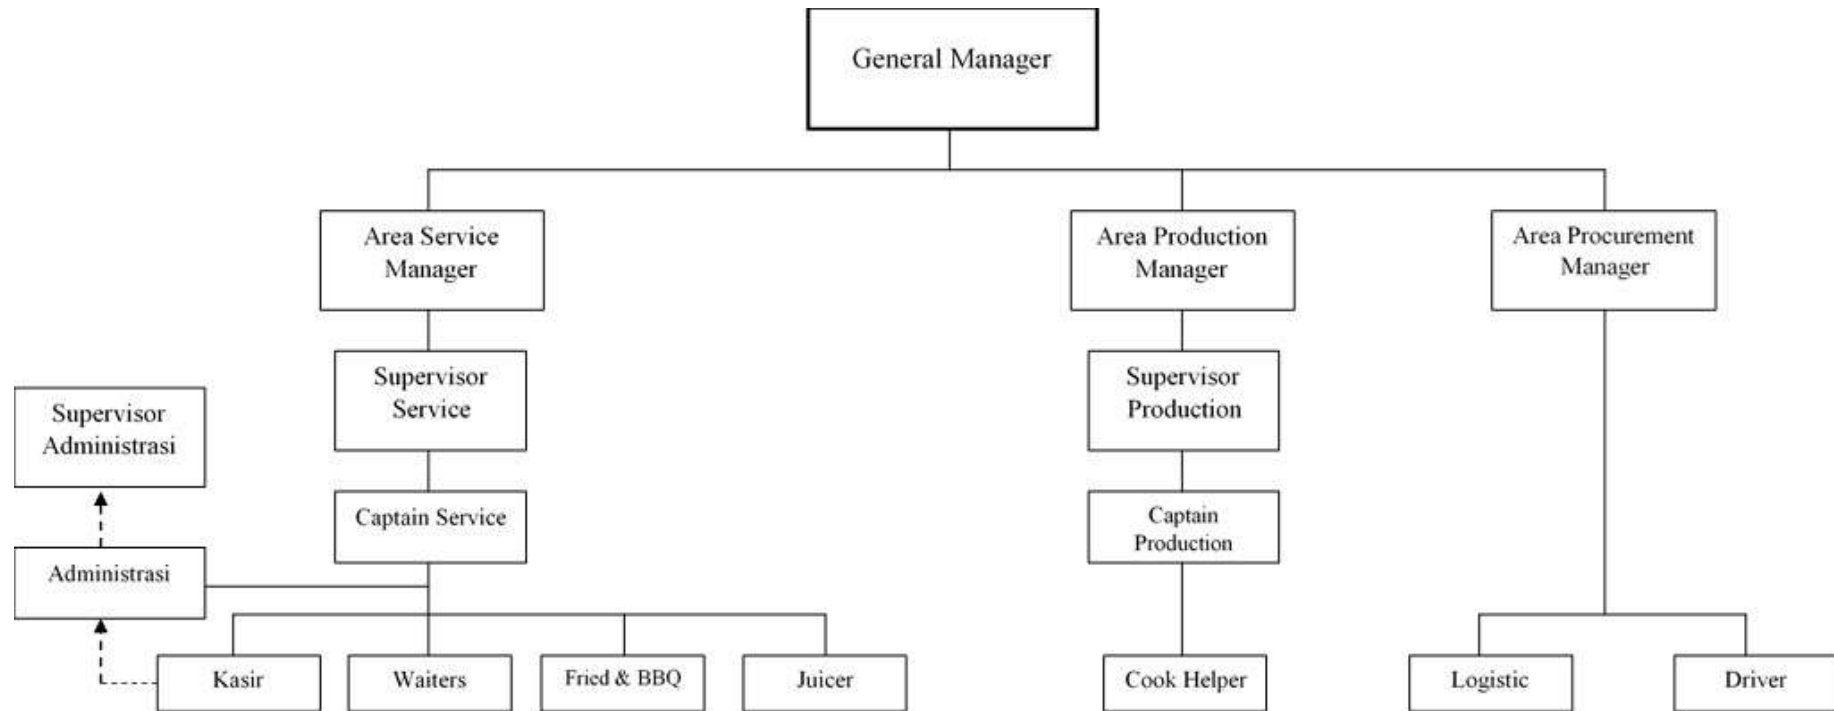 General Manager
Area Service
Manager
Area Production
Manager
Area Procurement
Manager
Supervisor
Service
Supervisor
Production
Supervisor
Administrasi
Captain Service
Captain
Production
Administrasi
Kasir
Waiters
Fried & BBQ
Juicer
Cook Helper
Logistic
Driver